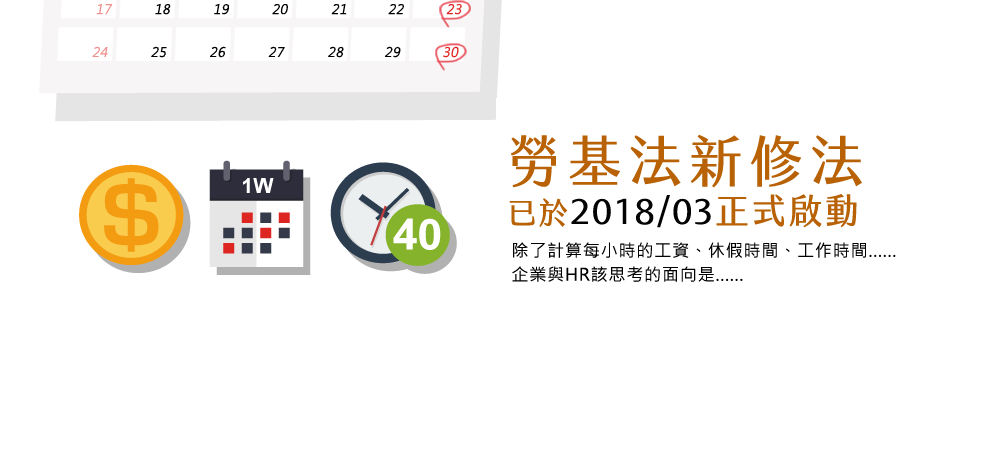 17 18 19 20 21 22 23
24 25 26 27 28 29 30
1W
40
勞基法新修法
已於2018/03正式啟動
除了計算每小時的工資、休假時間、工作時間......
企業與HR該思考的面向是......